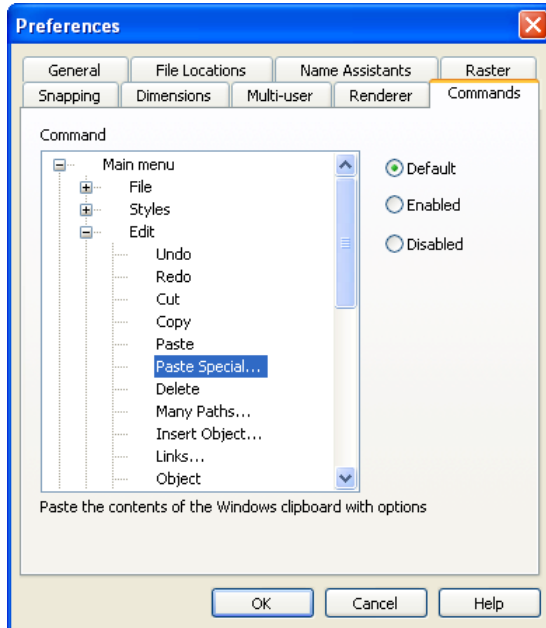 Preferences
General File Locations Name Assistants Raster
Snapping Dimensions Multi-user Renderer Commands
Command
Main menu
File
Styles
Edit
Undo
Redo
Cut
Copy
Paste
Paste Special...
Delete
Many Paths...
Insert Object...
Links...
Object
Default
Enabled
Disabled
Paste the contents of the Windows clipboard with options
OK Cancel Help